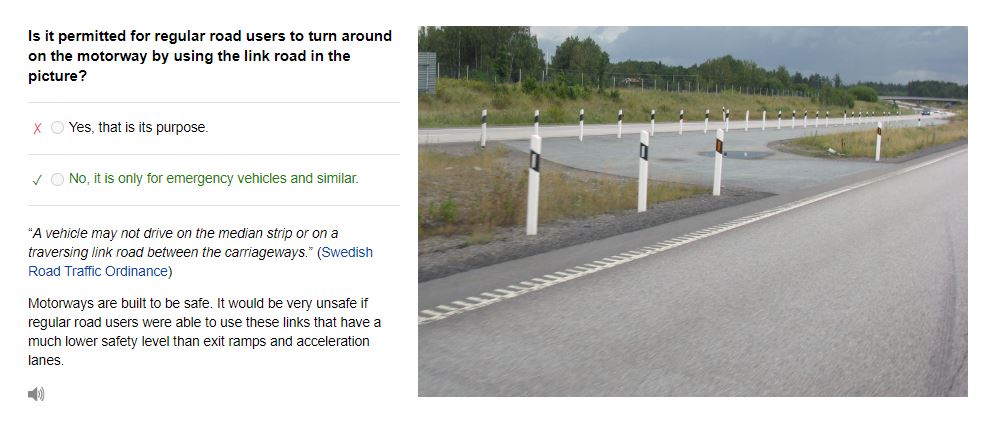 Is it permitted for regular road users to turn around
on the motorway by using the link road in the
picture?
Yes, that is its purpose.
No, it is only for emergency vehicles and similar.
“A vehicle may not drive on the median strip or on a
traversing link road between the carriageways.” (Swedish
Road Traffic Ordinance)
Motorways are built to be safe. It would be very unsafe if
regular road users were able to use these links that have a
much lower safety level than exit ramps and acceleration
lanes.